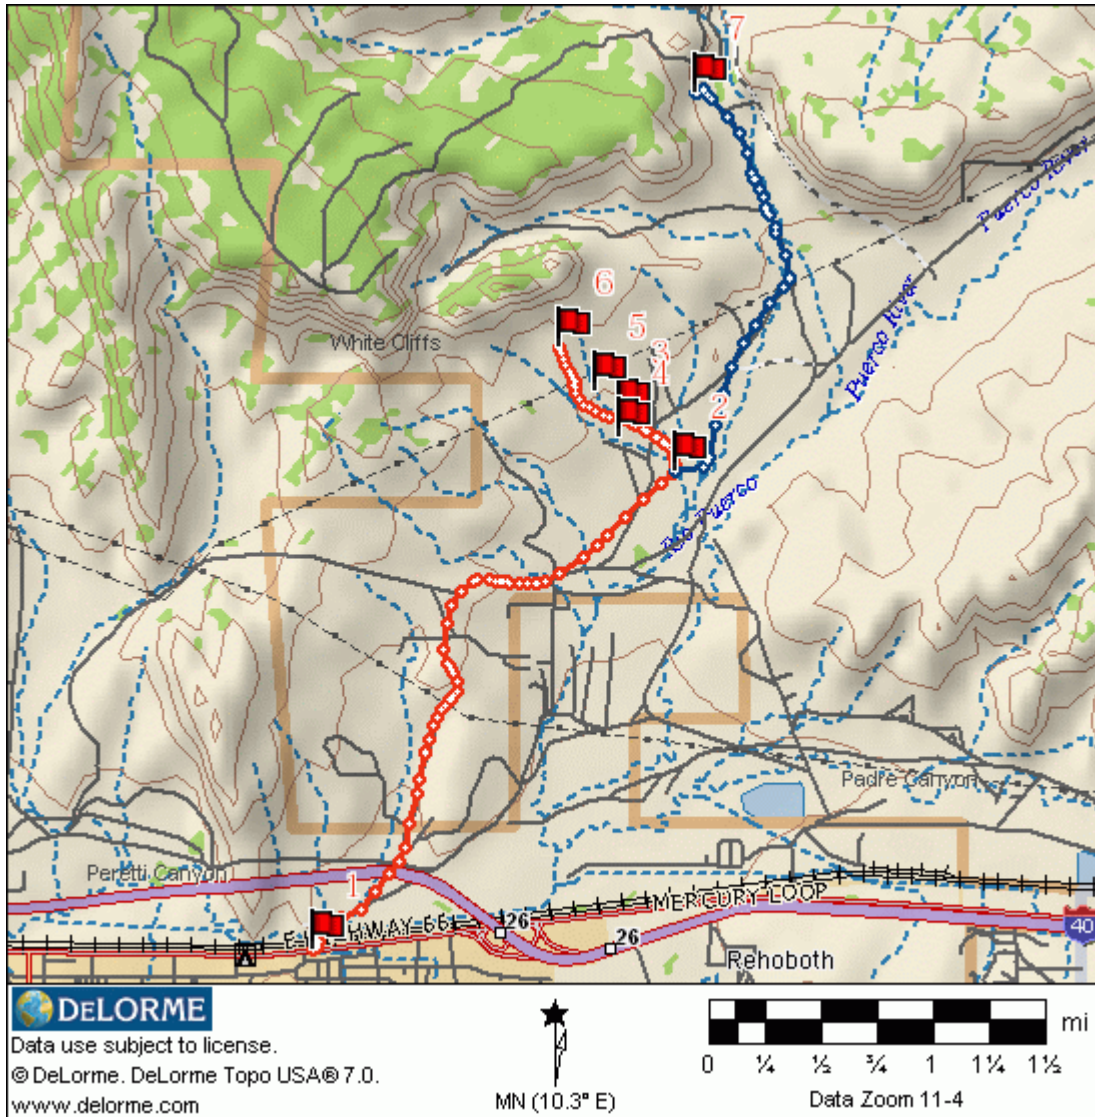 7
Puerco River
6
Puerco River
5
White Cliffs
3
4
2
Rio Puerco
Padre Canyon
Peretti Canyon
1
MERCURY LOOP
26
40
26
Rehoboth
DELORME
Data use subject to license.
© DeLorme. DeLorme Topo USA® 7.0.
www.delorme.com
MN (10.3° E)
mi
0 ¼ ½ ¾ 1 1¼ 1½
Data Zoom 11-4